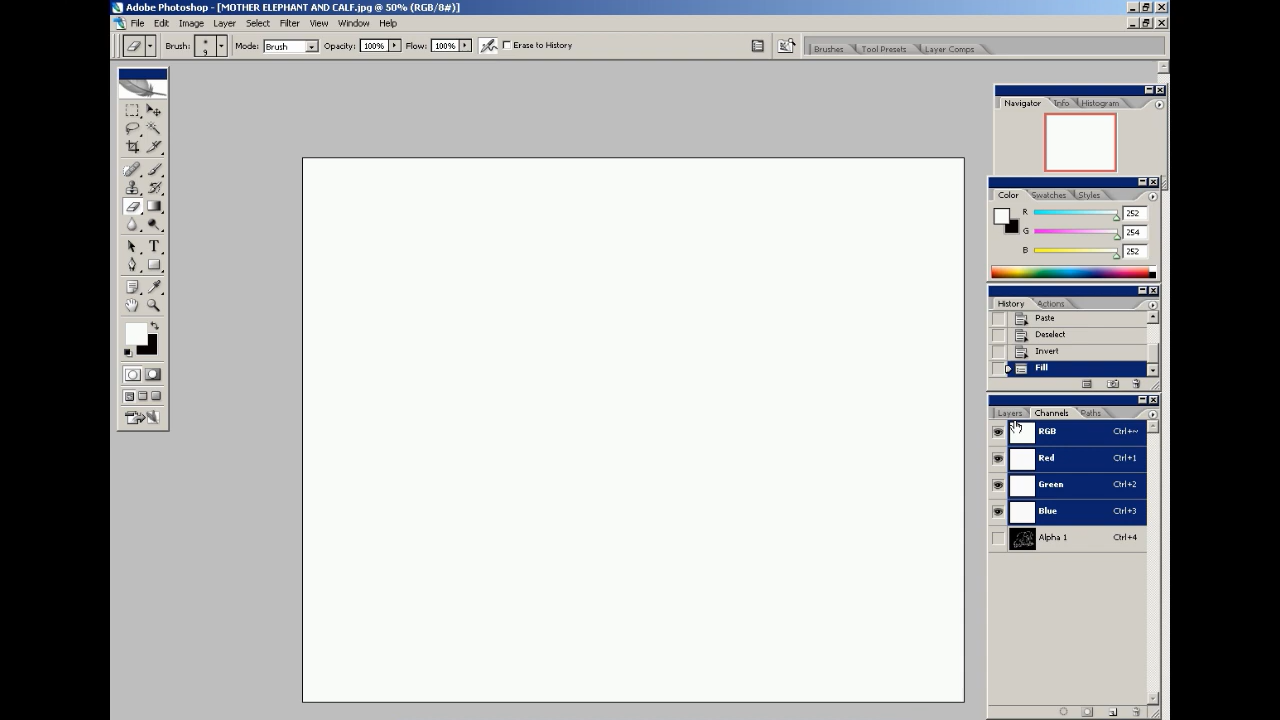 Adobe Photoshop - [MOTHER ELEPHANT AND CALF.jpg @ 50% (RGB/8#)]
File Edit Image Layer Select Filter View Window Help
Brush: 9 Mode: Brush Opacity: 100% Flow: 100% Erase to History Brushes Tool Presets Layer Comps
Navigator Info Histogram
Color Swatches Styles
R 252
G 254
B 252
History Actions
Paste
Deselect
Invert
Fill
Layers Channels Paths
RGB Ctrl+~
Red Ctrl+1
Green Ctrl+2
Blue Ctrl+3
Alpha 1 Ctrl+4
T